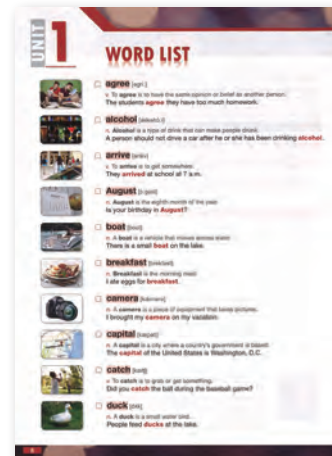 UNIT 1
WORD LIST
agree
v. To agree is to have the same opinion or belief as another person.
The students agree they have too much homework.
alcohol
n. Alcohol is a type of drink that can make people drunk.
A person should not drive a car after he or she has been drinking alcohol.
arrive
v. To arrive is to get somewhere.
They arrived at school at 7 a.m.
August
n. August is the eighth month of the year.
Is your birthday in August?
boat
n. A boat is a vehicle that moves across water.
There is a small boat on the lake.
breakfast
n. Breakfast is the morning meal.
I ate eggs for breakfast.
camera
n. A camera is a piece of equipment that takes pictures.
I brought my camera on my vacation.
capital
n. A capital is a city where a country's government is based.
The capital of the United States is Washington, D.C.
catch
v. To catch is to grab or get something.
Did you catch the ball during the baseball game?
duck
n. A duck is a small water bird.
People feed ducks at the lake.